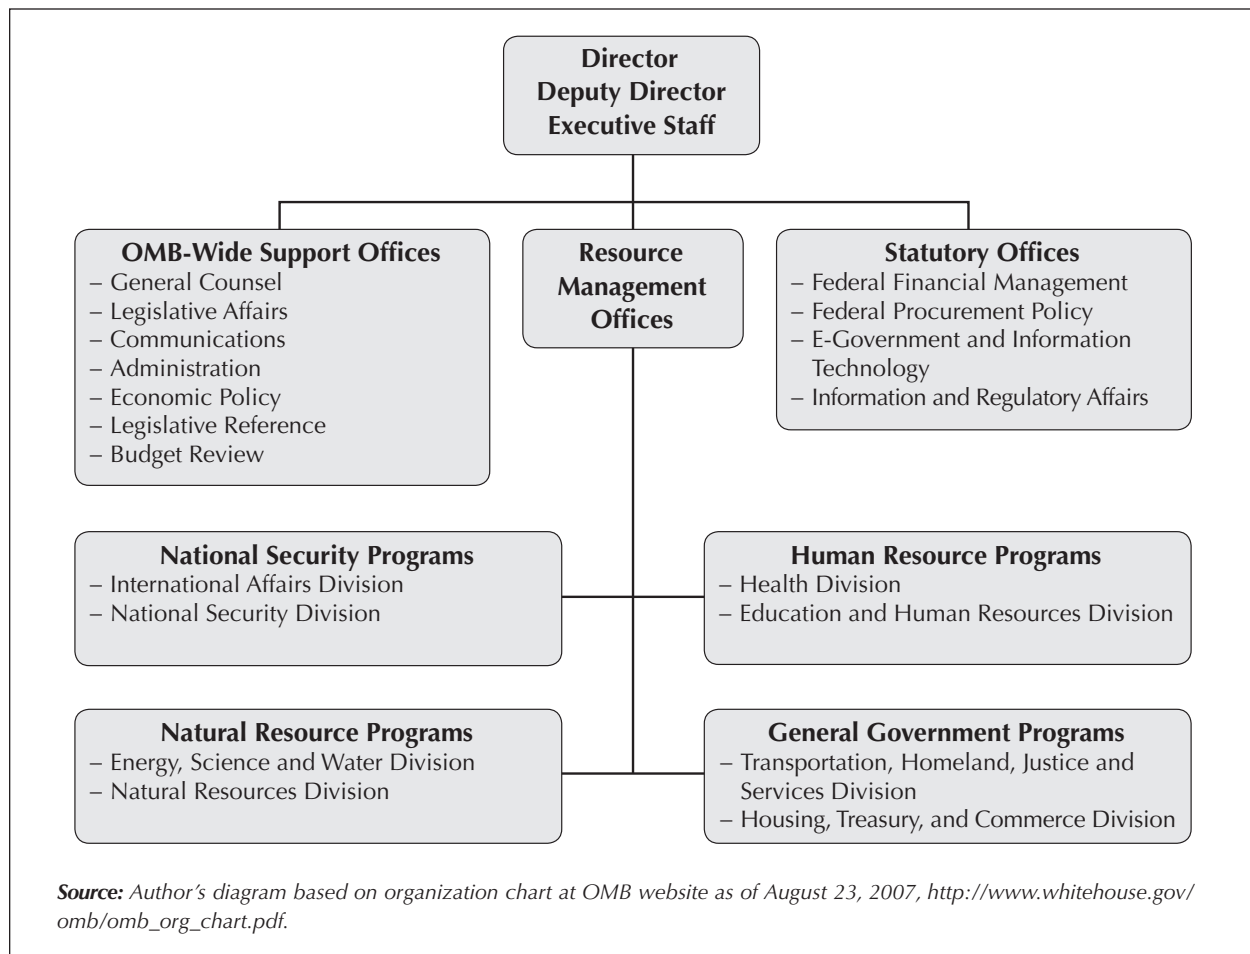 Director
Deputy Director
Executive Staff
OMB-Wide Support Offices
– General Counsel
– Legislative Affairs
– Communications
– Administration
– Economic Policy
– Legislative Reference
– Budget Review
Resource
Management
Offices
Statutory Offices
– Federal Financial Management
– Federal Procurement Policy
– E-Government and Information
Technology
– Information and Regulatory Affairs
National Security Programs
– International Affairs Division
– National Security Division
Human Resource Programs
– Health Division
– Education and Human Resources Division
Natural Resource Programs
– Energy, Science and Water Division
– Natural Resources Division
General Government Programs
– Transportation, Homeland, Justice and
Services Division
– Housing, Treasury, and Commerce Division
Source: Author’s diagram based on organization chart at OMB website as of August 23, 2007, http://www.whitehouse.gov/
omb/omb_org_chart.pdf.